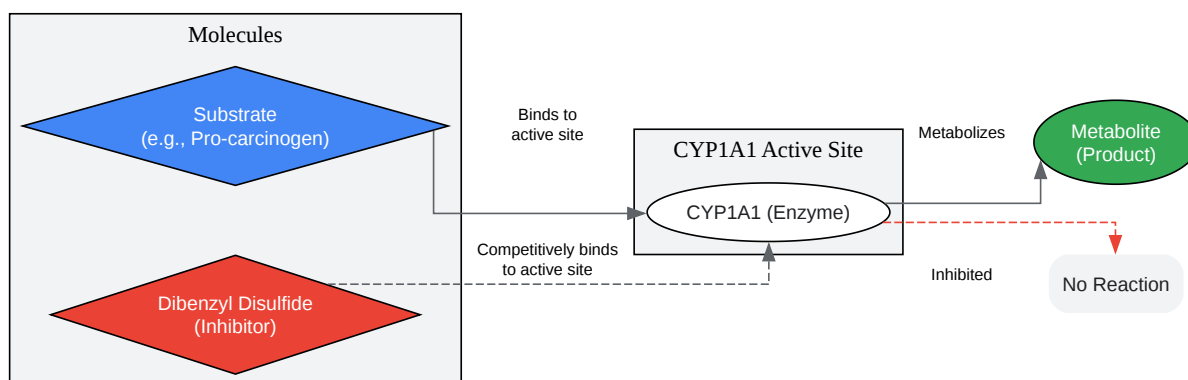 Molecules
Substrate
(e.g., Pro-carcinogen)
Binds to
active site
CYP1A1 Active Site
CYP1A1 (Enzyme)
Metabolizes
Metabolite
(Product)
Dibenzyl Disulfide
(Inhibitor)
Competitively binds
to active site
Inhibited
No Reaction